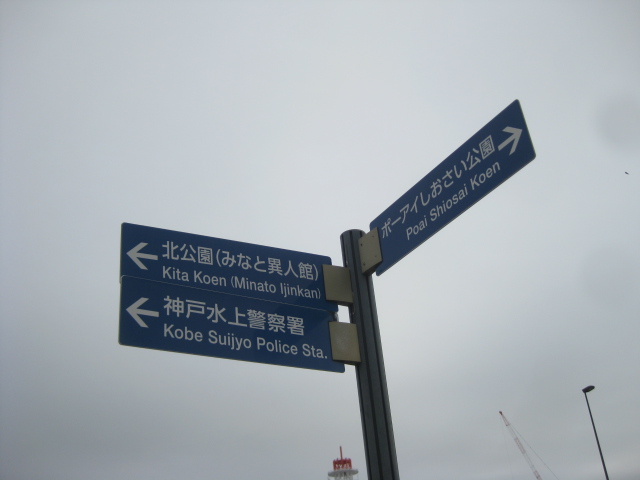 ポーアイしおさい公園
Poai Shiosai Koen
北公園(みなと異人館)
Kita Koen (Minato Ijinkan)
神戸水上警察署
Kobe Suijyo Police Sta.